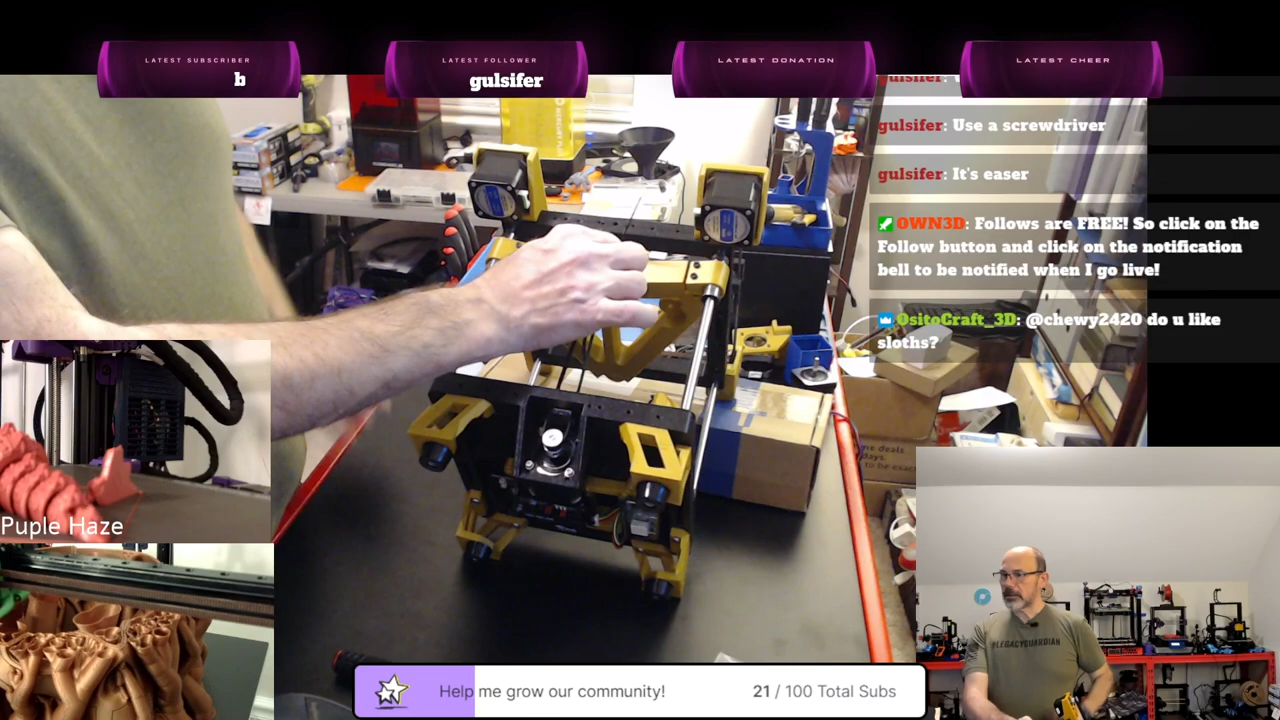 LATEST SUBSCRIBER
b
LATEST FOLLOWER
gulsifer
LATEST DONATION
LATEST CHEER
gulsifer: Use a screwdriver
gulsifer: It's easer
OWN3D: Follows are FREE! So click on the
Follow button and click on the notification
bell to be notified when I go live!
OsitoCraft_3D: @chewy2420 do u like
sloths?
Puple Haze
#LEGACYGUARDIAN
Help me grow our community!
21 / 100 Total Subs